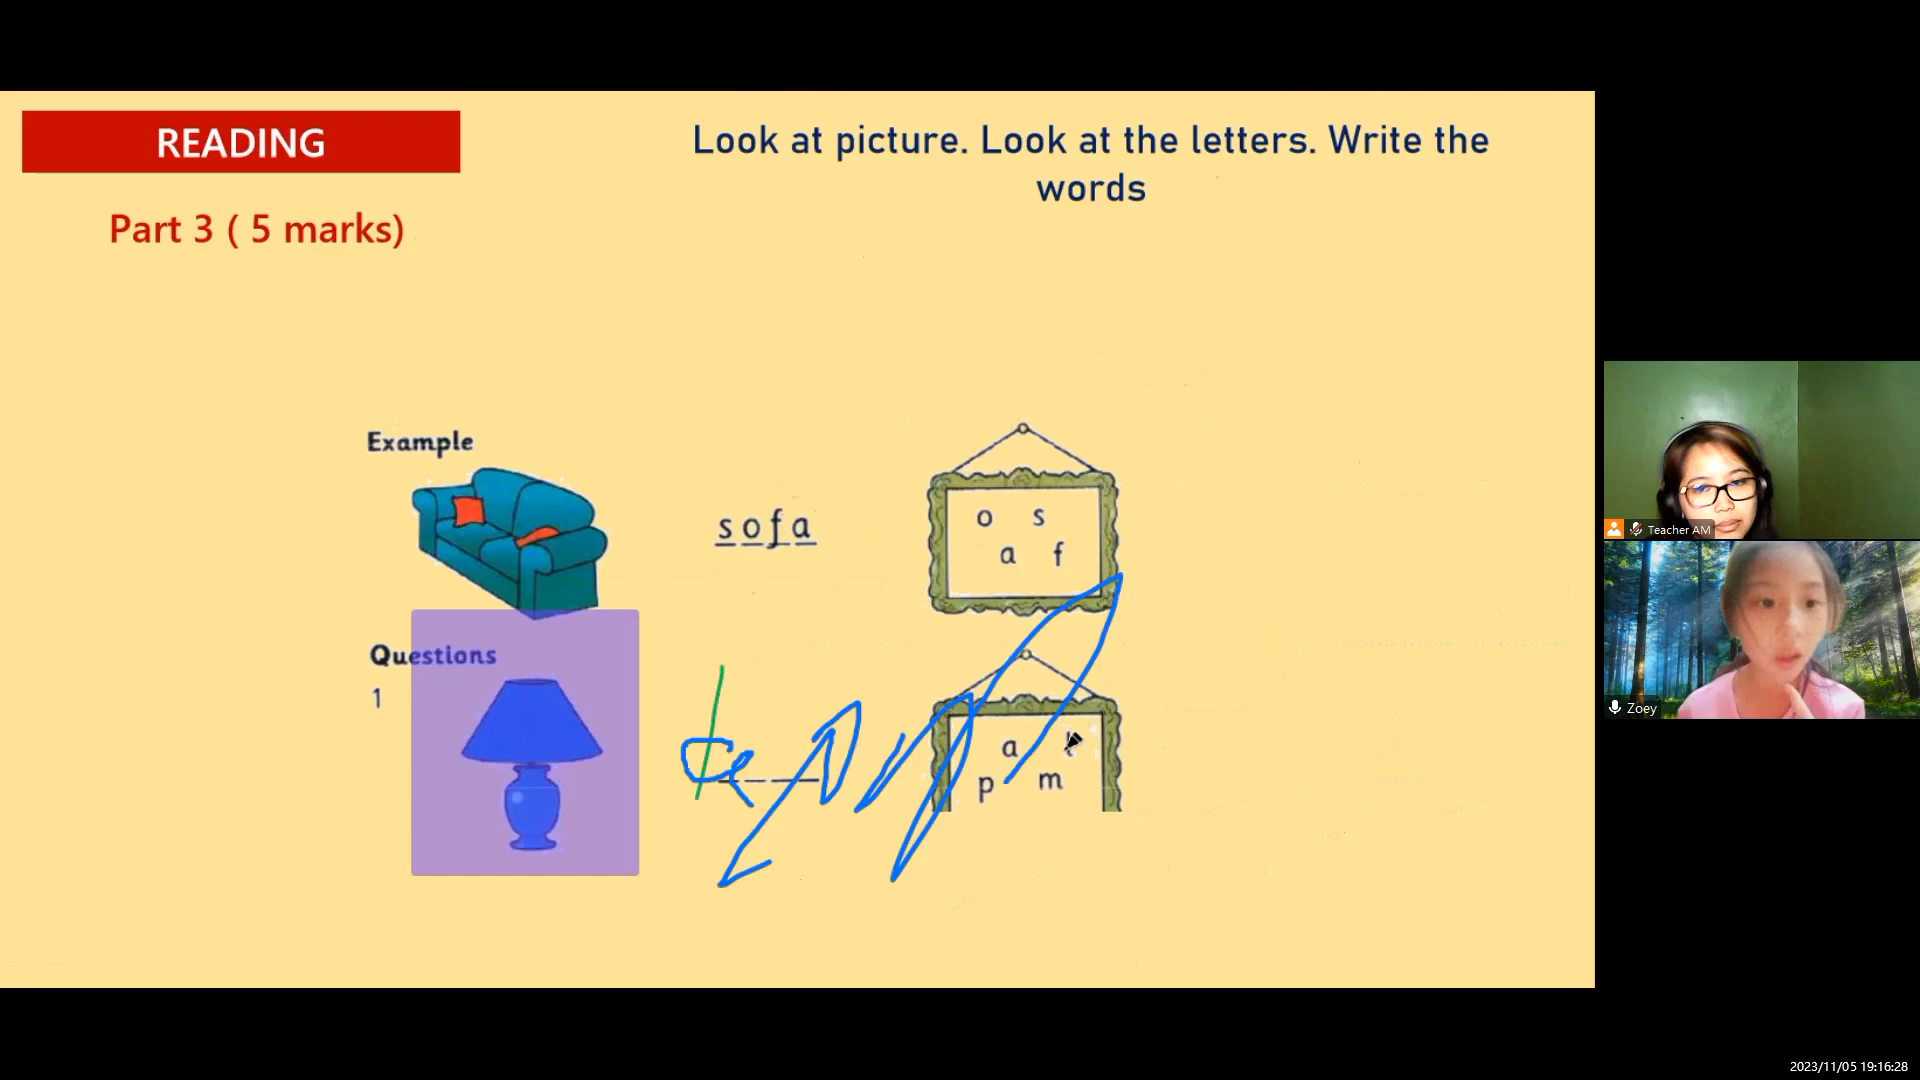 READING
Look at picture. Look at the letters. Write the
words
Part 3 ( 5 marks)
Example
sofa
o s
a f
Questions
1
a
p m
Teacher AM
Zoey
2023/11/05 19:16:28